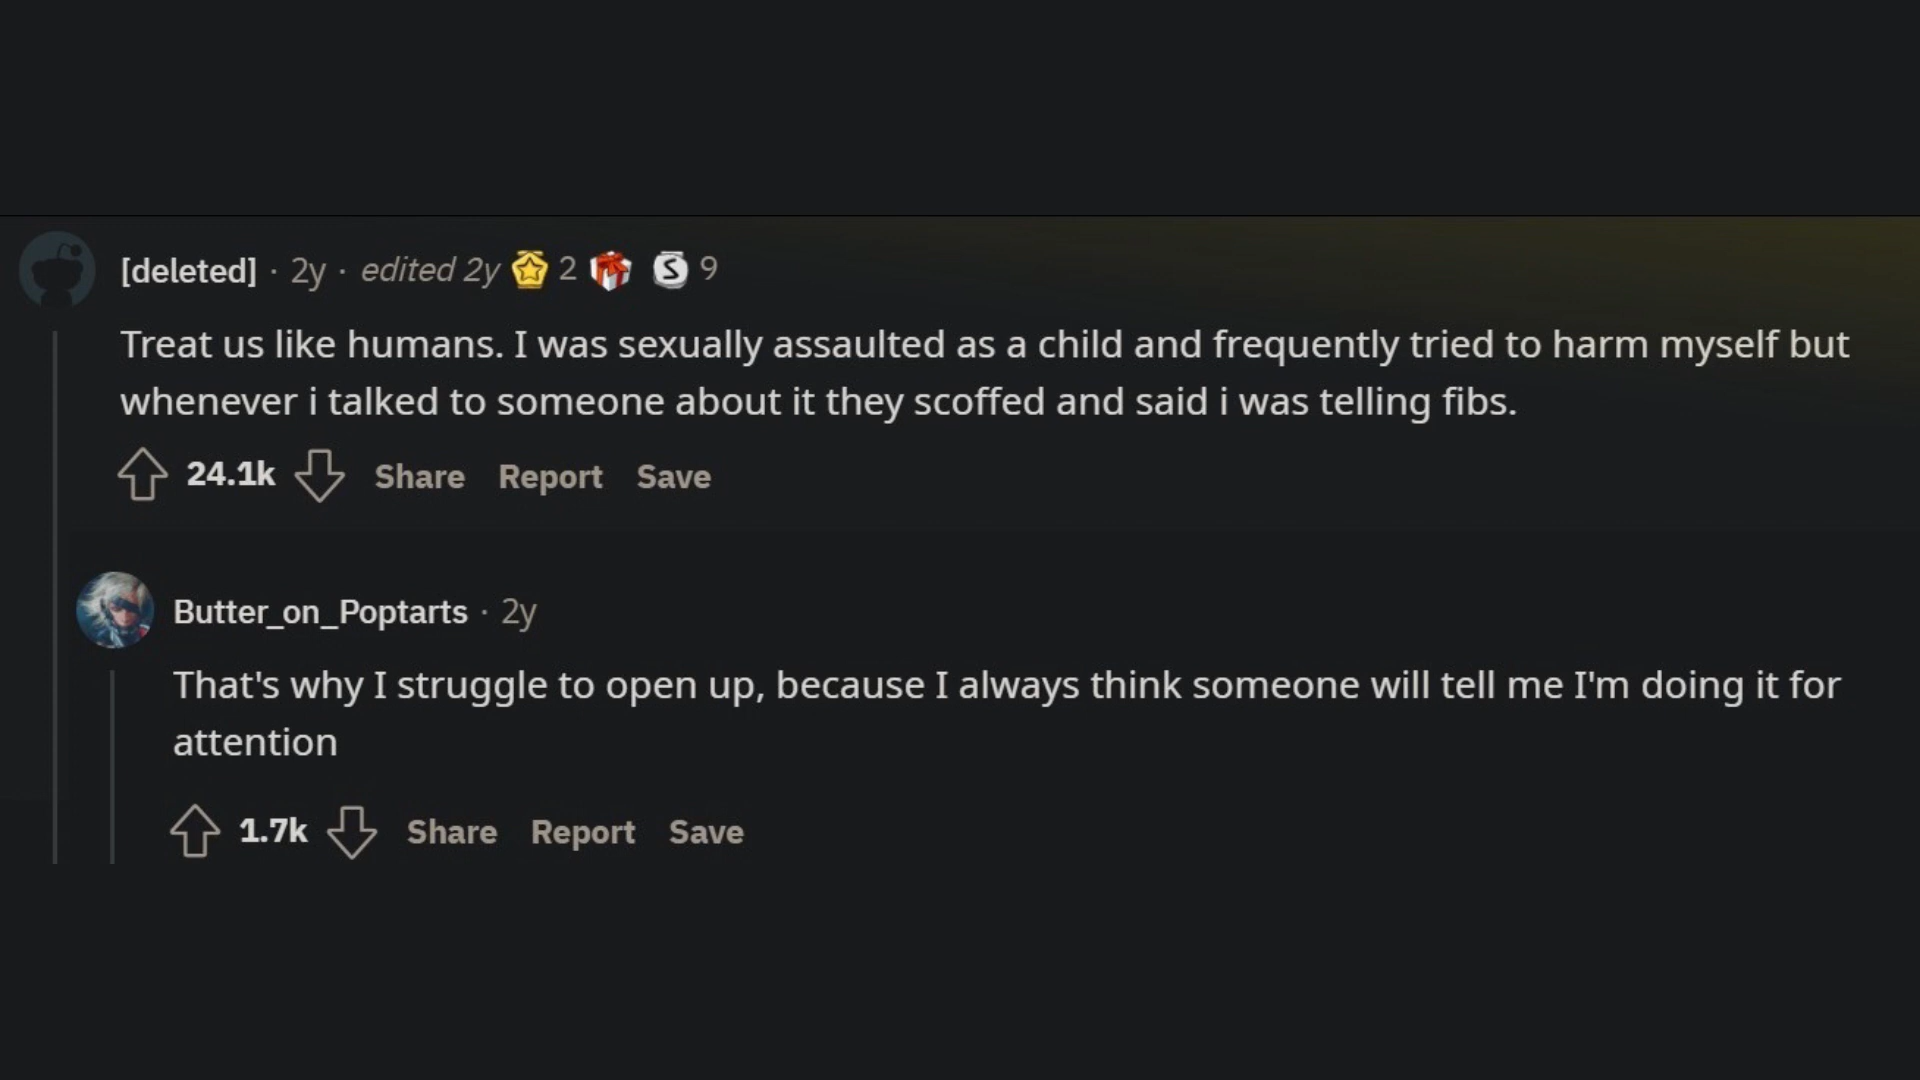 [deleted] · 2y · edited 2y 2 S 9
Treat us like humans. I was sexually assaulted as a child and frequently tried to harm myself but
whenever i talked to someone about it they scoffed and said i was telling fibs.
24.1k Share Report Save
Butter_on_Poptarts · 2y
That's why I struggle to open up, because I always think someone will tell me I'm doing it for
attention
1.7k Share Report Save